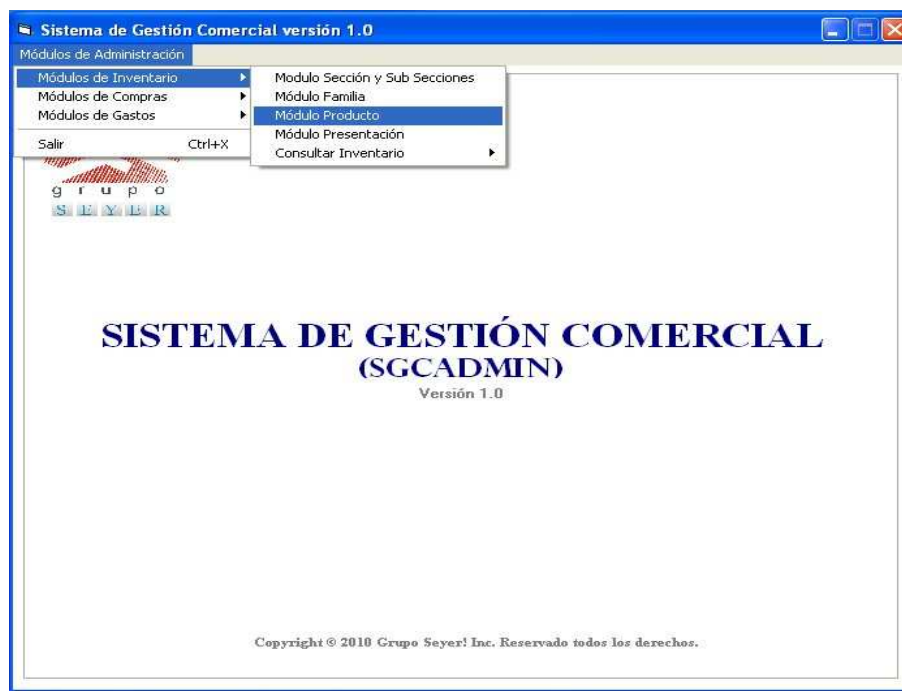 Sistema de Gestión Comercial versión 1.0
Módulos de Administración
Módulos de Inventario
Módulos de Compras
Módulos de Gastos
Salir Ctrl+X
Modulo Sección y Sub Secciones
Módulo Familia
Módulo Producto
Módulo Presentación
Consultar Inventario
grupo
SEYER
SISTEMA DE GESTIÓN COMERCIAL
(SGCADMIN)
Versión 1.0
Copyright © 2010 Grupo Seyer! Inc. Reservado todos los derechos.